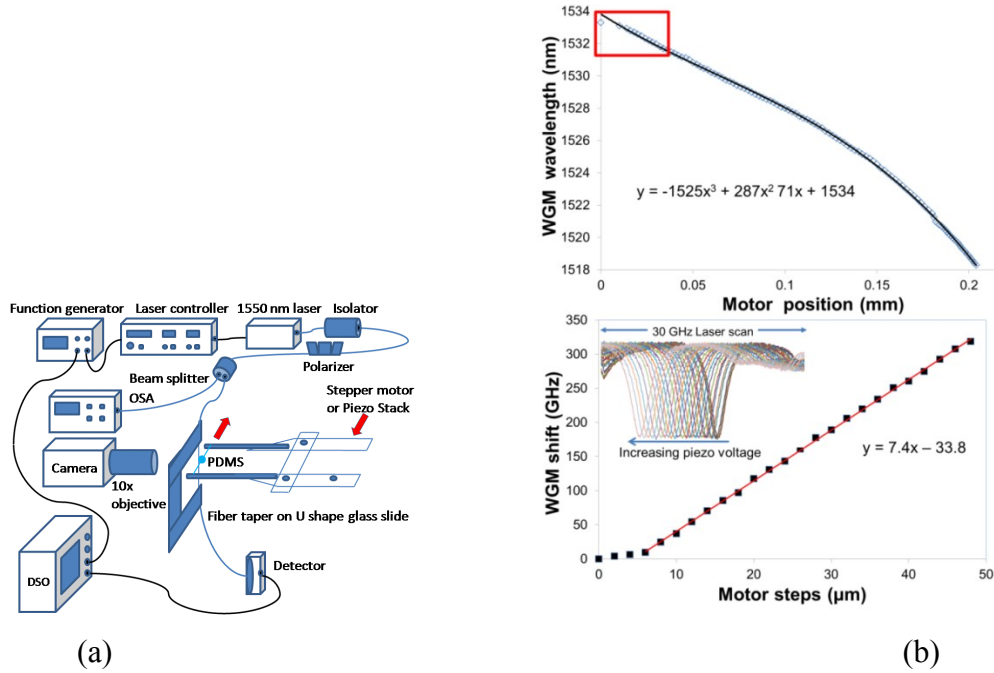 Function generator
Laser controller
1550 nm laser
Isolator
Polarizer
Beam splitter
OSA
Stepper motor
or Piezo Stack
Camera
PDMS
10x
objective
Fiber taper on U shape glass slide
DSO
Detector
(a)
WGM wavelength (nm)
1534
1532
1530
1528
1526
1524
1522
1520
1518
y = -1525x³ + 287x² 71x + 1534
0
0.05
0.1
0.15
0.2
Motor position (mm)
WGM shift (GHz)
350
300
250
200
150
100
50
0
30 GHz Laser scan
Increasing piezo voltage
y = 7.4x – 33.8
0
10
20
30
40
50
Motor steps (µm)
(b)